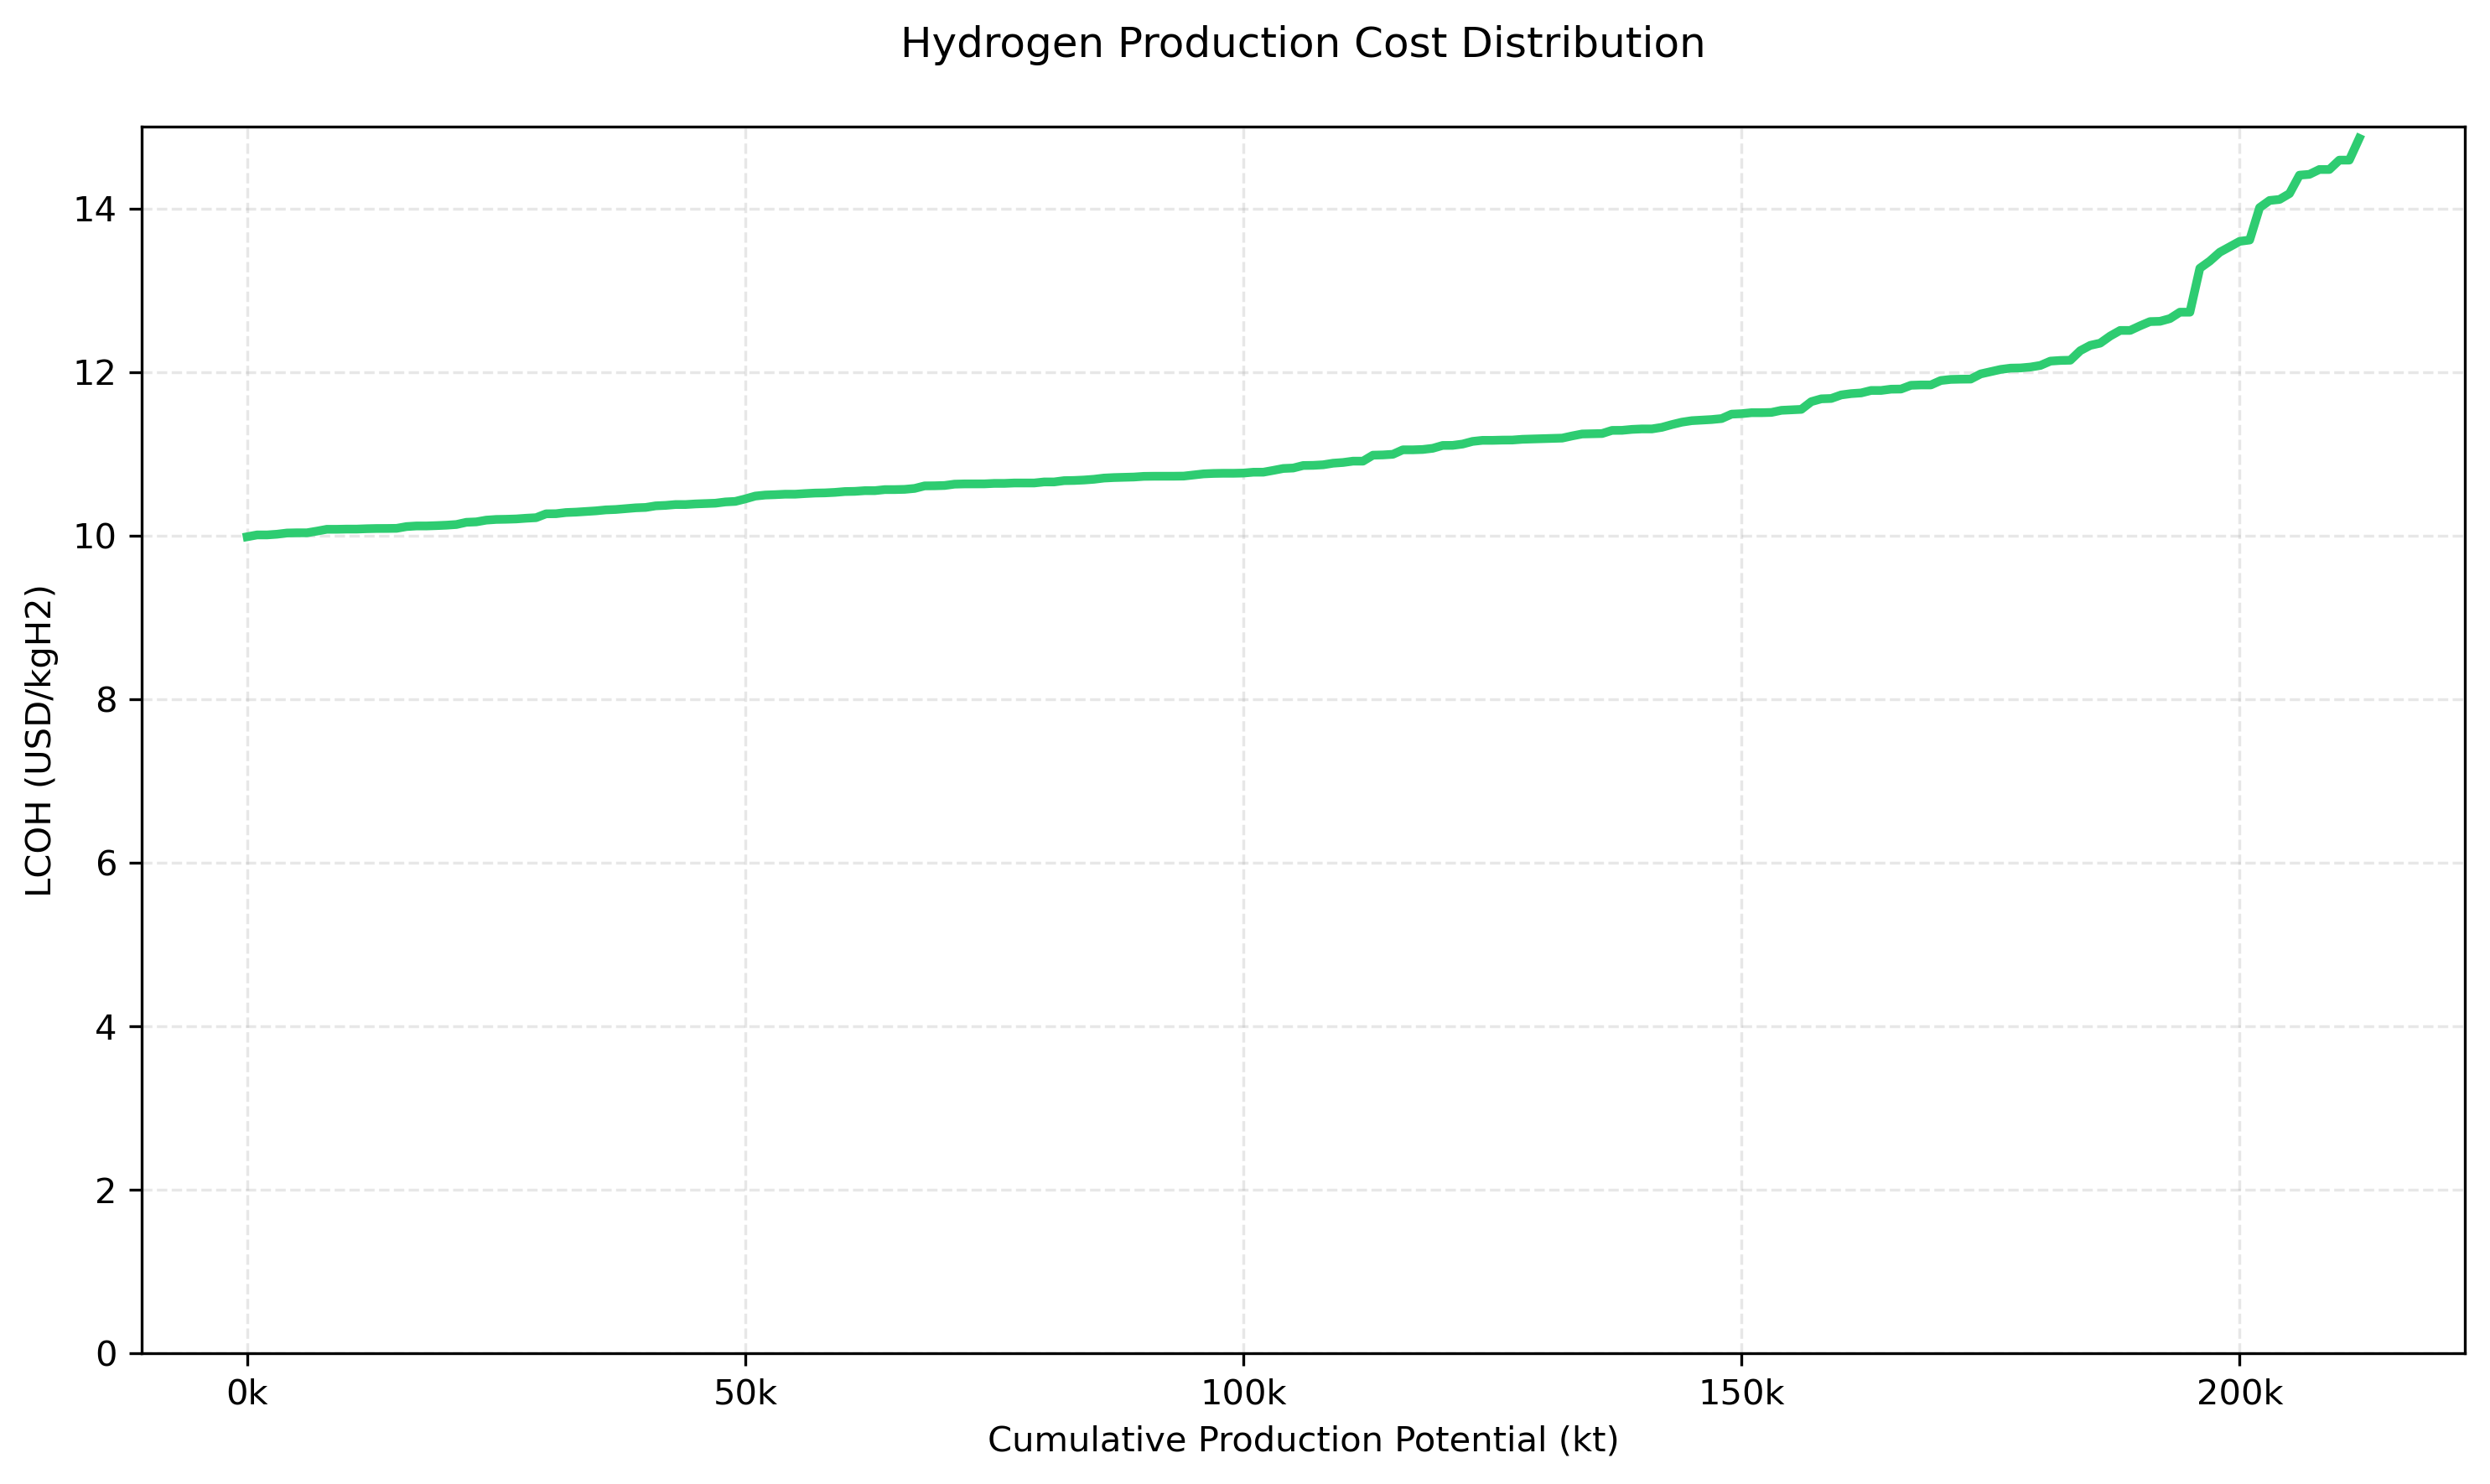 Hydrogen Production Cost Distribution
LCOH (USD/kgH2)
14
12
10
8
6
4
2
0
0k 50k 100k 150k 200k
Cumulative Production Potential (kt)